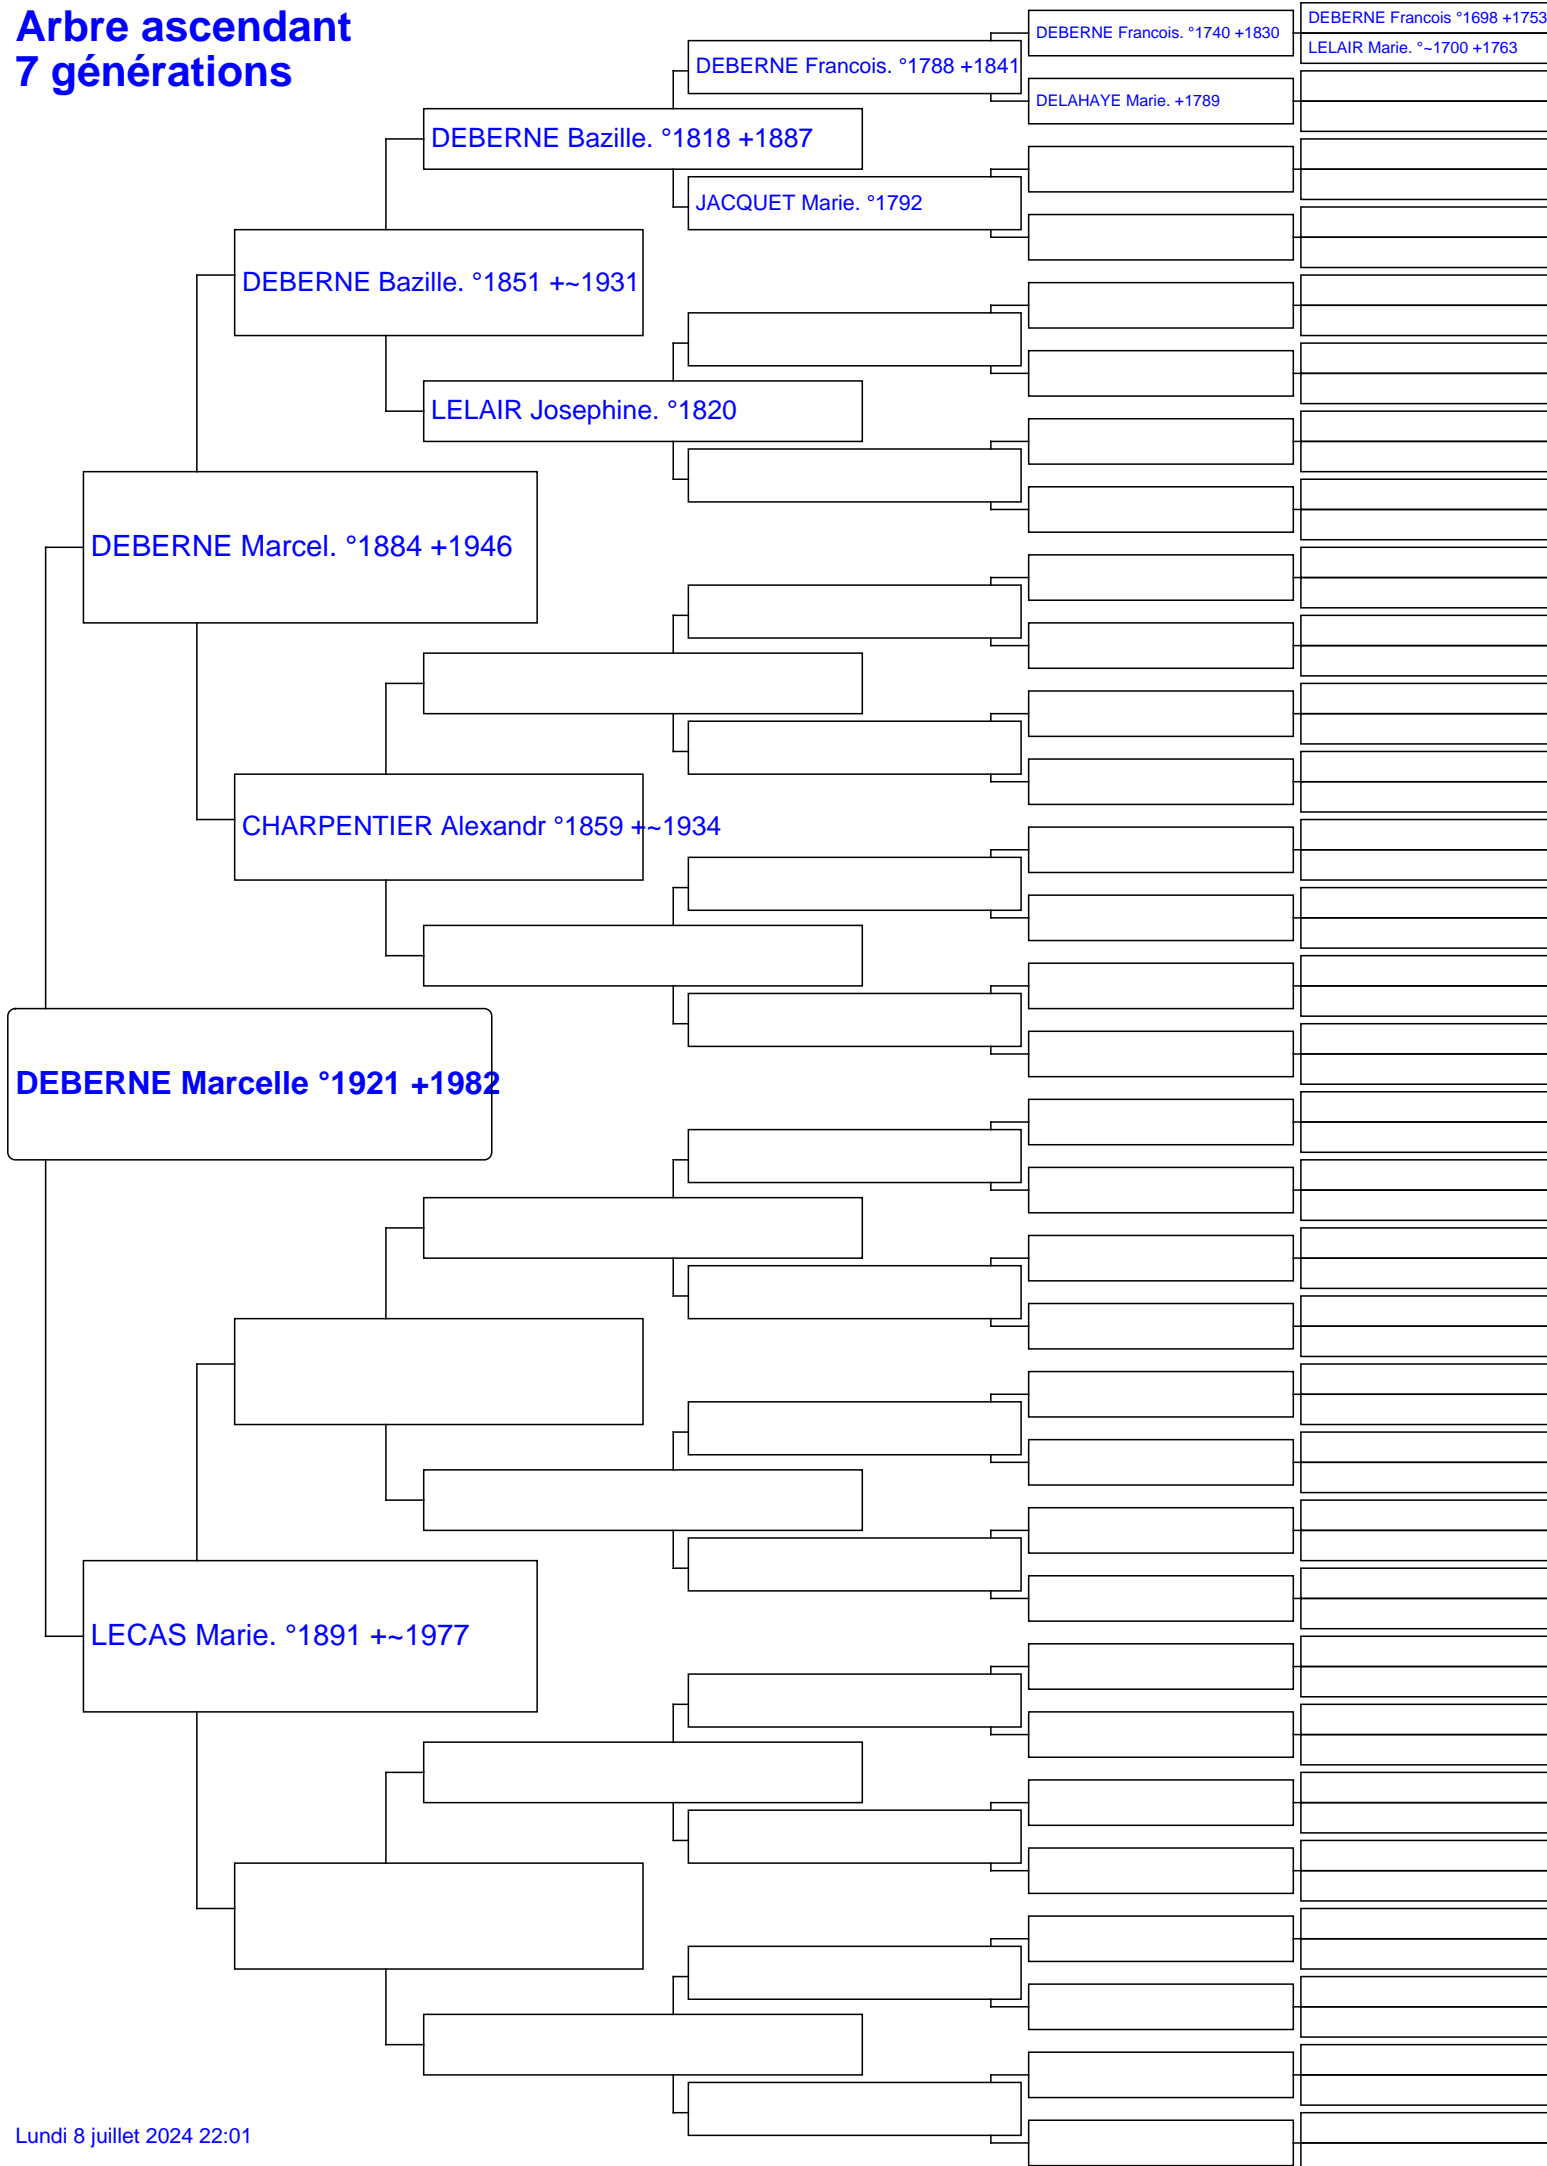 Arbre ascendant
7 générations
DEBERNE Francois °1698 +1753
LELAIR Marie. °~1700 +1763
DEBERNE Francois. °1740 +1830
DEBERNE Francois. °1788 +1841
DELAHAYE Marie. +1789
DEBERNE Bazille. °1818 +1887
JACQUET Marie. °1792
DEBERNE Bazille. °1851 +~1931
LELAIR Josephine. °1820
DEBERNE Marcel. °1884 +1946
CHARPENTIER Alexandr °1859 +~1934
DEBERNE Marcelle °1921 +1982
LECAS Marie. °1891 +~1977
Lundi 8 juillet 2024 22:01